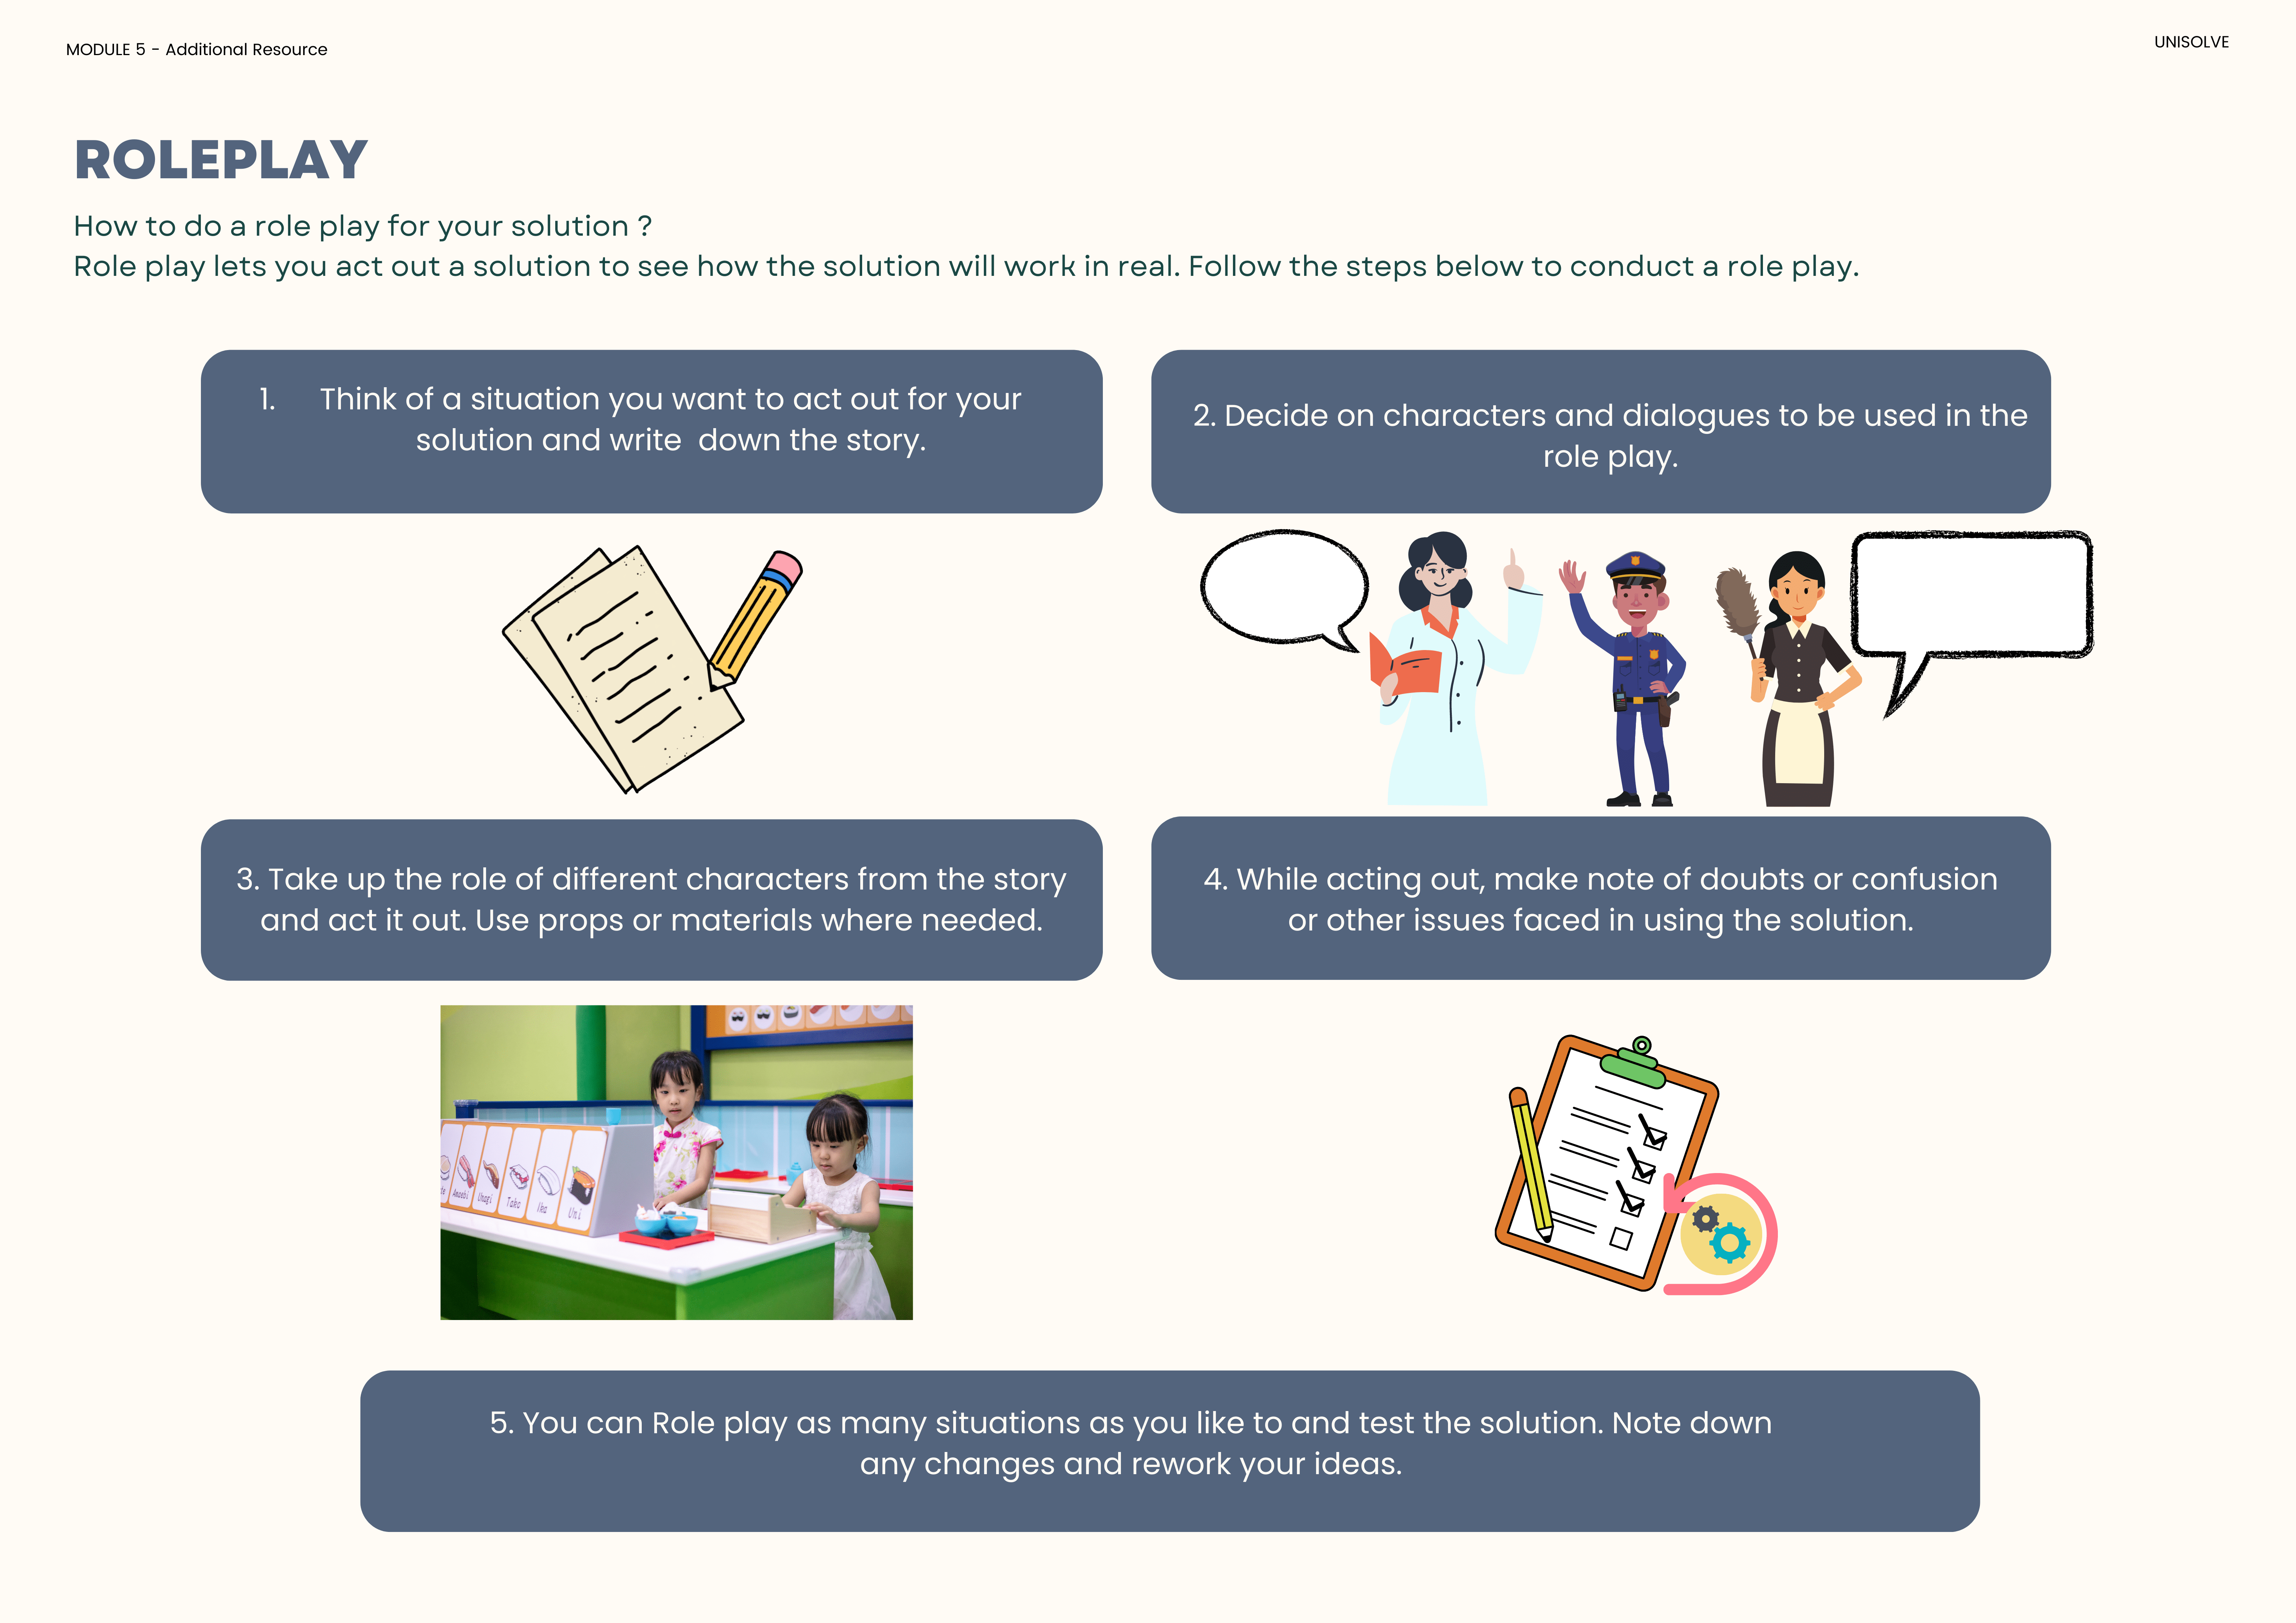 MODULE 5 - Additional Resource
UNISOLVE
ROLEPLAY
How to do a role play for your solution ?
Role play lets you act out a solution to see how the solution will work in real. Follow the steps below to conduct a role play.
1. Think of a situation you want to act out for your
solution and write  down the story.
2. Decide on characters and dialogues to be used in the
role play.
3. Take up the role of different characters from the story
and act it out. Use props or materials where needed.
4. While acting out, make note of doubts or confusion
or other issues faced in using the solution.
Amaebi
Unagi
Tako
Ika
Uni
5. You can Role play as many situations as you like to and test the solution. Note down
any changes and rework your ideas.